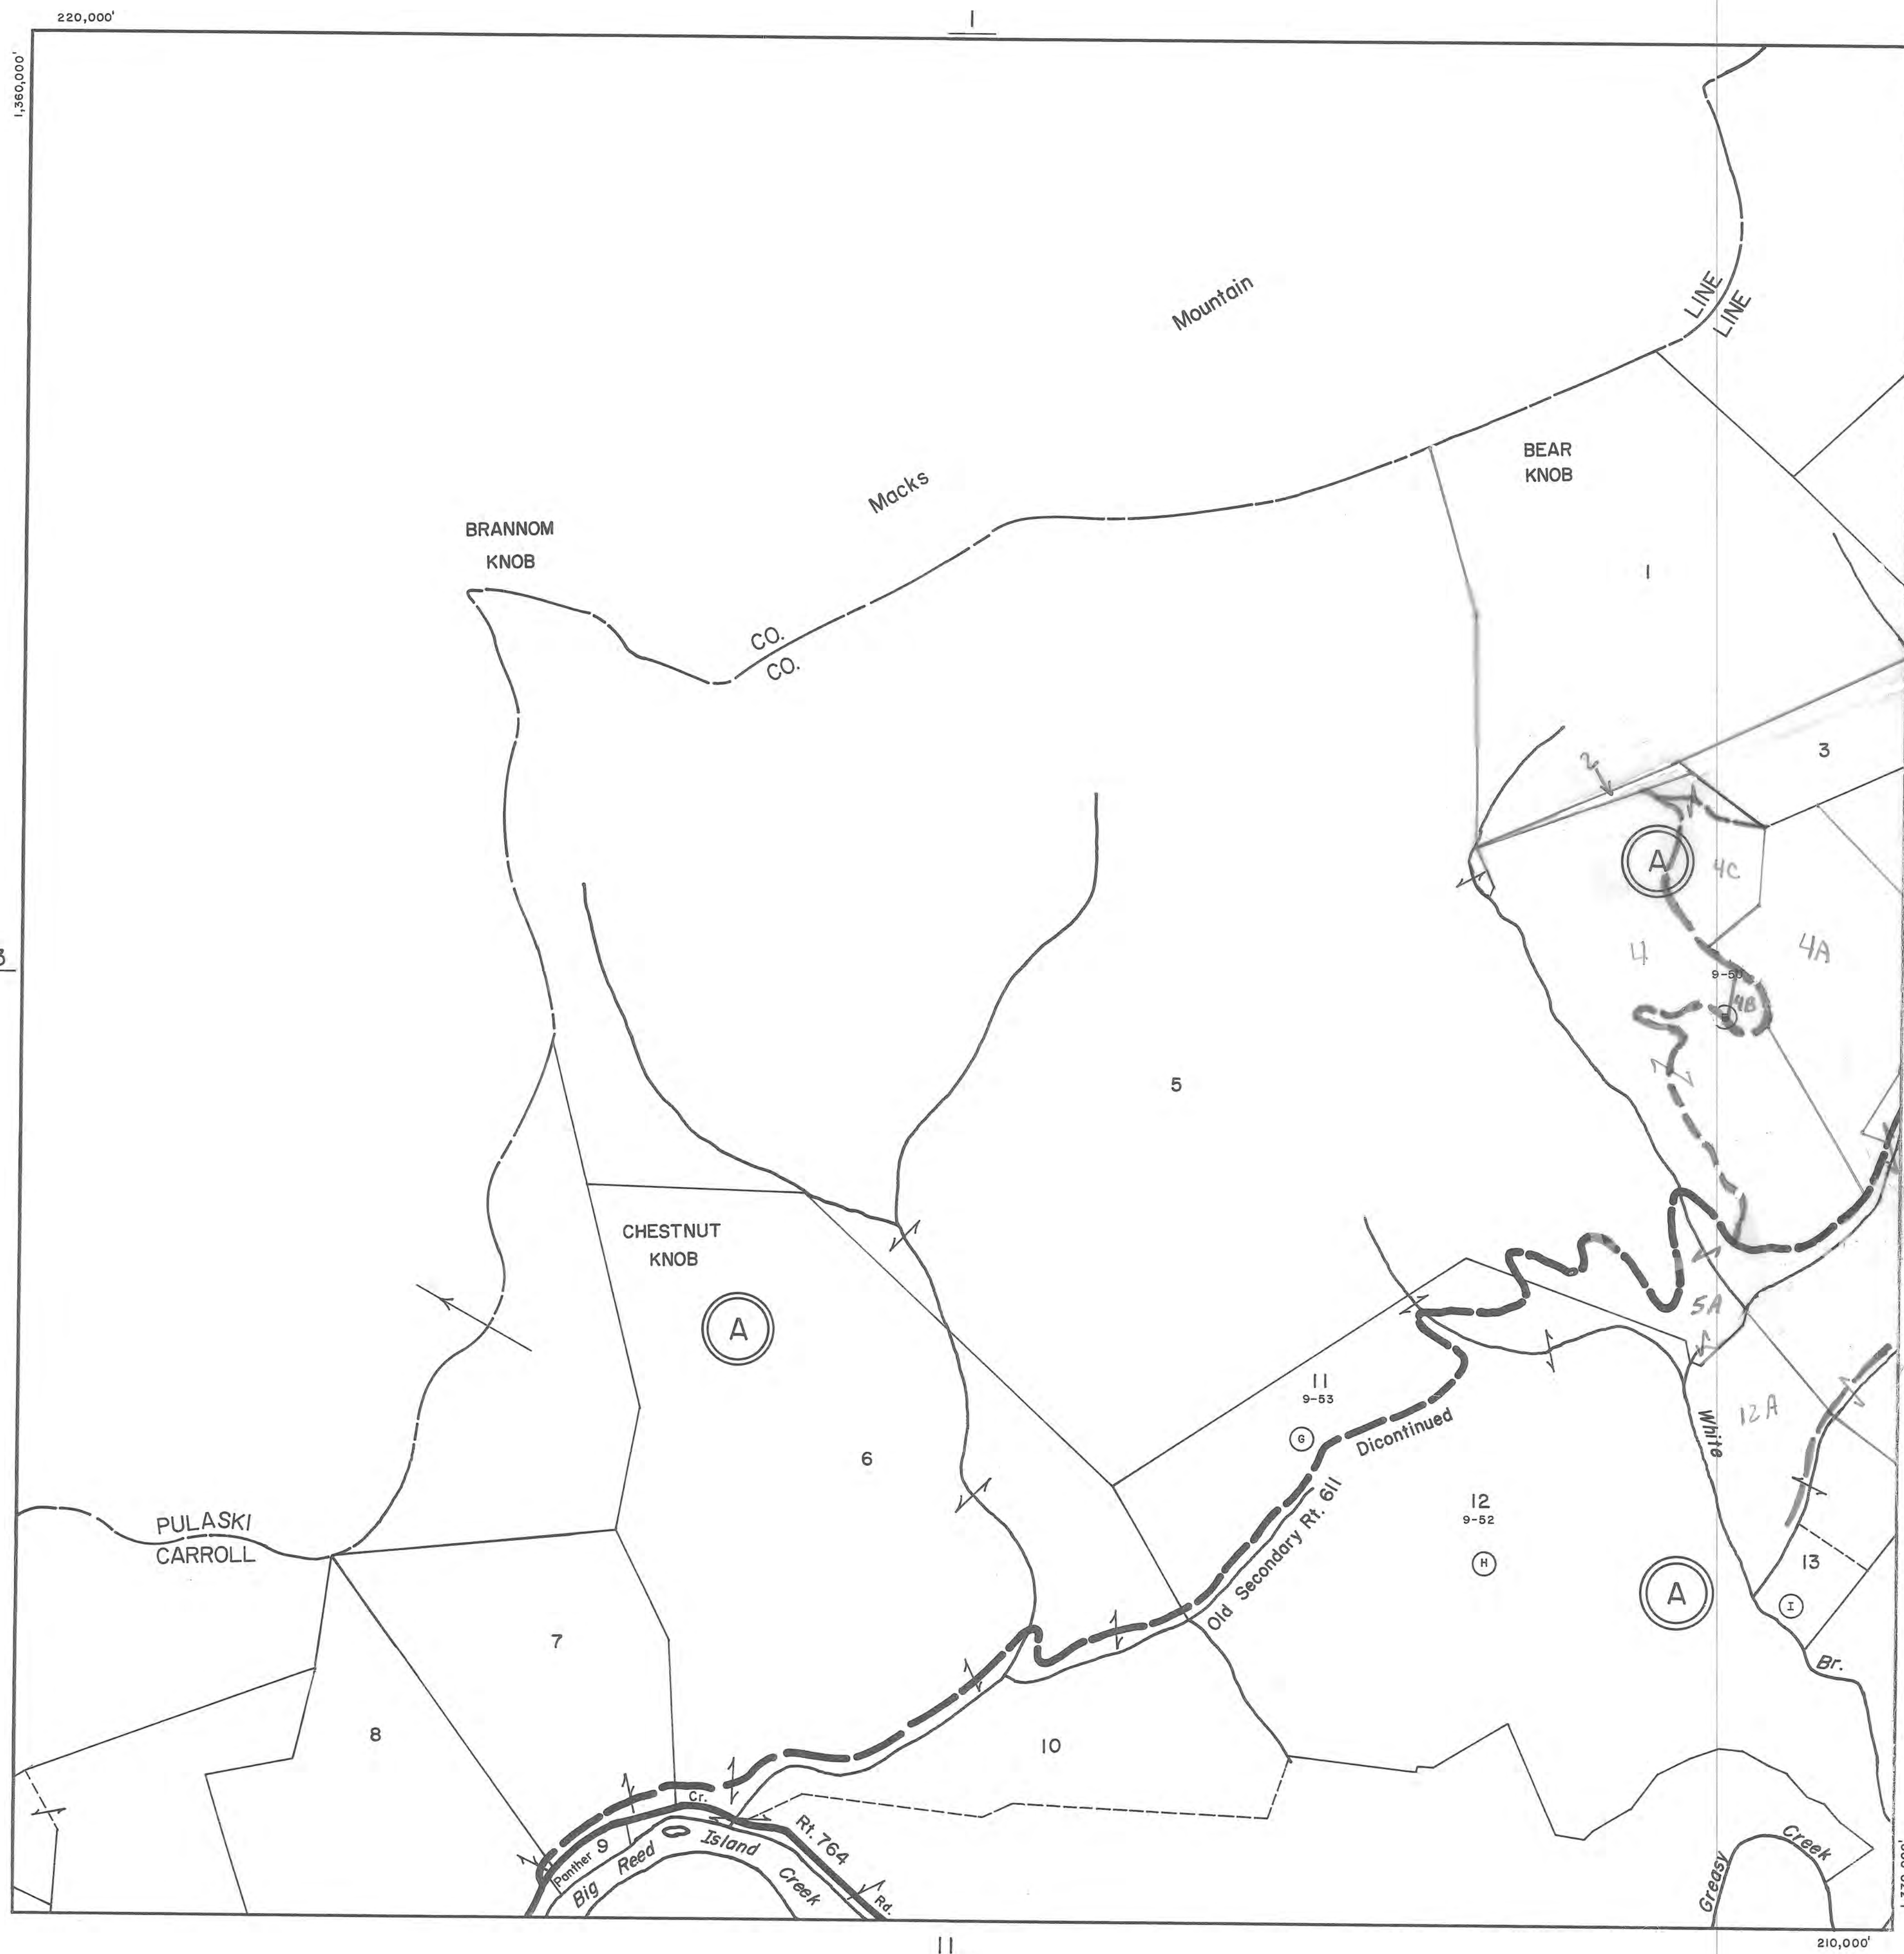 220,000'
1
1,360,000'
Mountain
LINE
LINE
Macks
BEAR
KNOB
BRANNOM
KNOB
1
CO.
CO.
2
3
A
4C
3
4
4A
9-50
4B
5
CHESTNUT
KNOB
A
5A
11
9-53
G
Dicontinued
12A
White
6
Old Secondary Rt. 611
12
9-52
H
PULASKI
CARROLL
13
A
I
7
Br.
8
10
Cr.
Rt. 764
Panther 9
Reed
Island
Big
Creek
Rd.
Creek
Greasy
11
210,000'